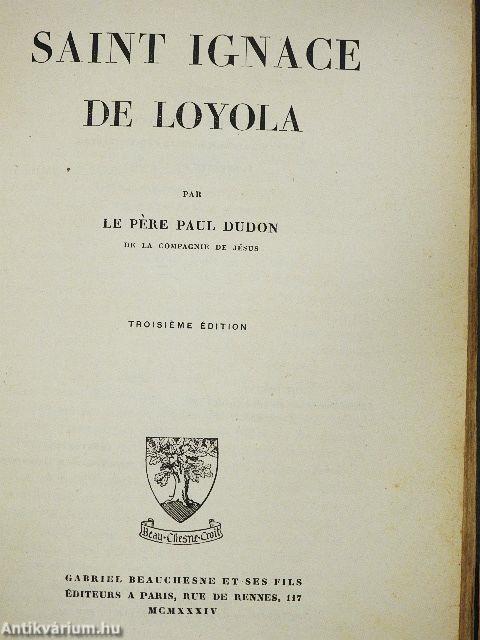 SAINT IGNACE
DE LOYOLA
PAR
LE PÈRE PAUL DUDON
DE LA COMPAGNIE DE JÉSUS
TROISIÈME ÉDITION
Beau-Chesne-Croit
GABRIEL BEAUCHESNE ET SES FILS
ÉDITEURS A PARIS, RUE DE RENNES, 117
MCMXXXIV
Antikvárium.hu